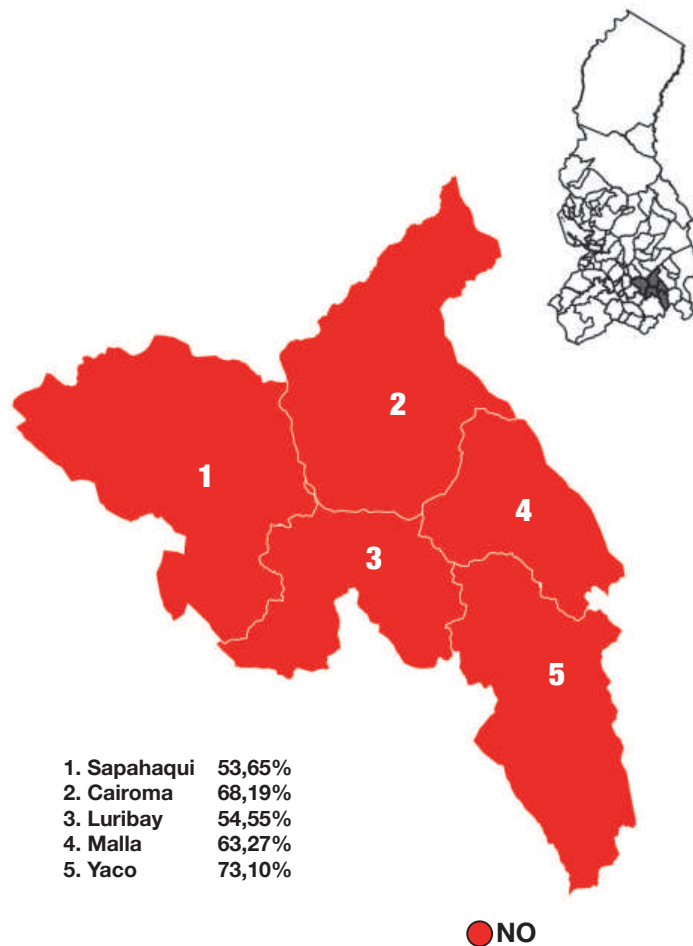 2
1
4
3
5
1. Sapahaqui 53,65%
2. Cairoma 68,19%
3. Luribay 54,55%
4. Malla 63,27%
5. Yaco 73,10%
NO